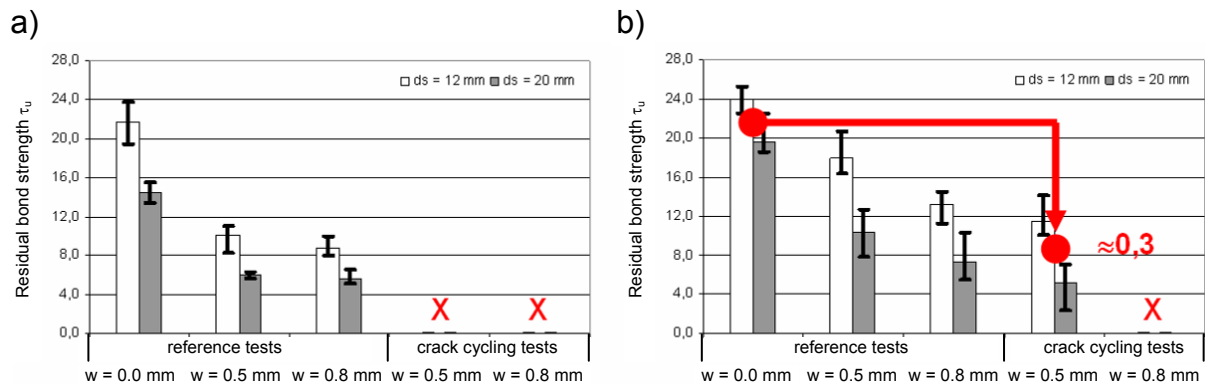 a)
Residual bond strength τu
28,0
24,0
20,0
16,0
12,0
8,0
4,0
0,0
ds = 12 mm ds = 20 mm
X X
reference tests crack cycling tests
w = 0.0 mm w = 0.5 mm w = 0.8 mm w = 0.5 mm w = 0.8 mm
b)
Residual bond strength τu
28,0
24,0
20,0
16,0
12,0
8,0
4,0
0,0
ds = 12 mm ds = 20 mm
≈0,3
X
reference tests crack cycling tests
w = 0.0 mm w = 0.5 mm w = 0.8 mm w = 0.5 mm w = 0.8 mm